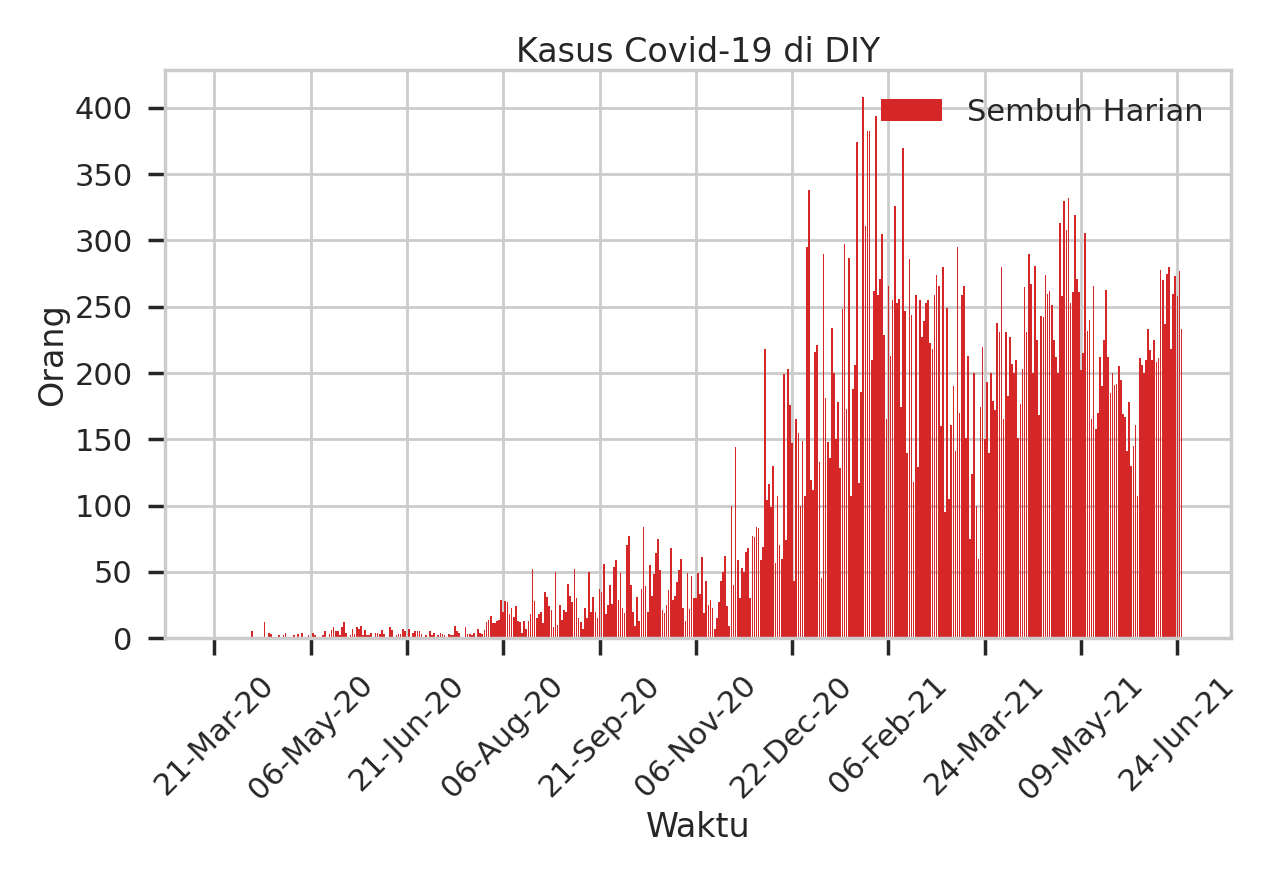 Kasus Covid-19 di DIY
Sembuh Harian
Orang
400
350
300
250
200
150
100
50
0
21-Mar-20
06-May-20
21-Jun-20
06-Aug-20
21-Sep-20
06-Nov-20
22-Dec-20
06-Feb-21
24-Mar-21
09-May-21
24-Jun-21
Waktu